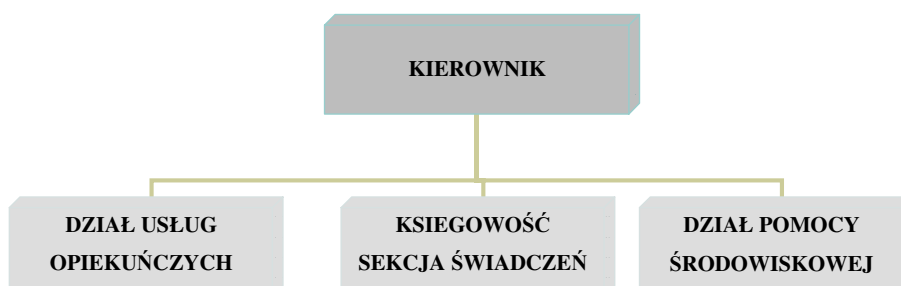 KIEROWNIK
DZIAŁ USŁUG
OPIEKUŃCZYCH
KSIEGOWOŚĆ
SEKCJA ŚWIADCZEŃ
DZIAŁ POMOCY
ŚRODOWISKOWEJ